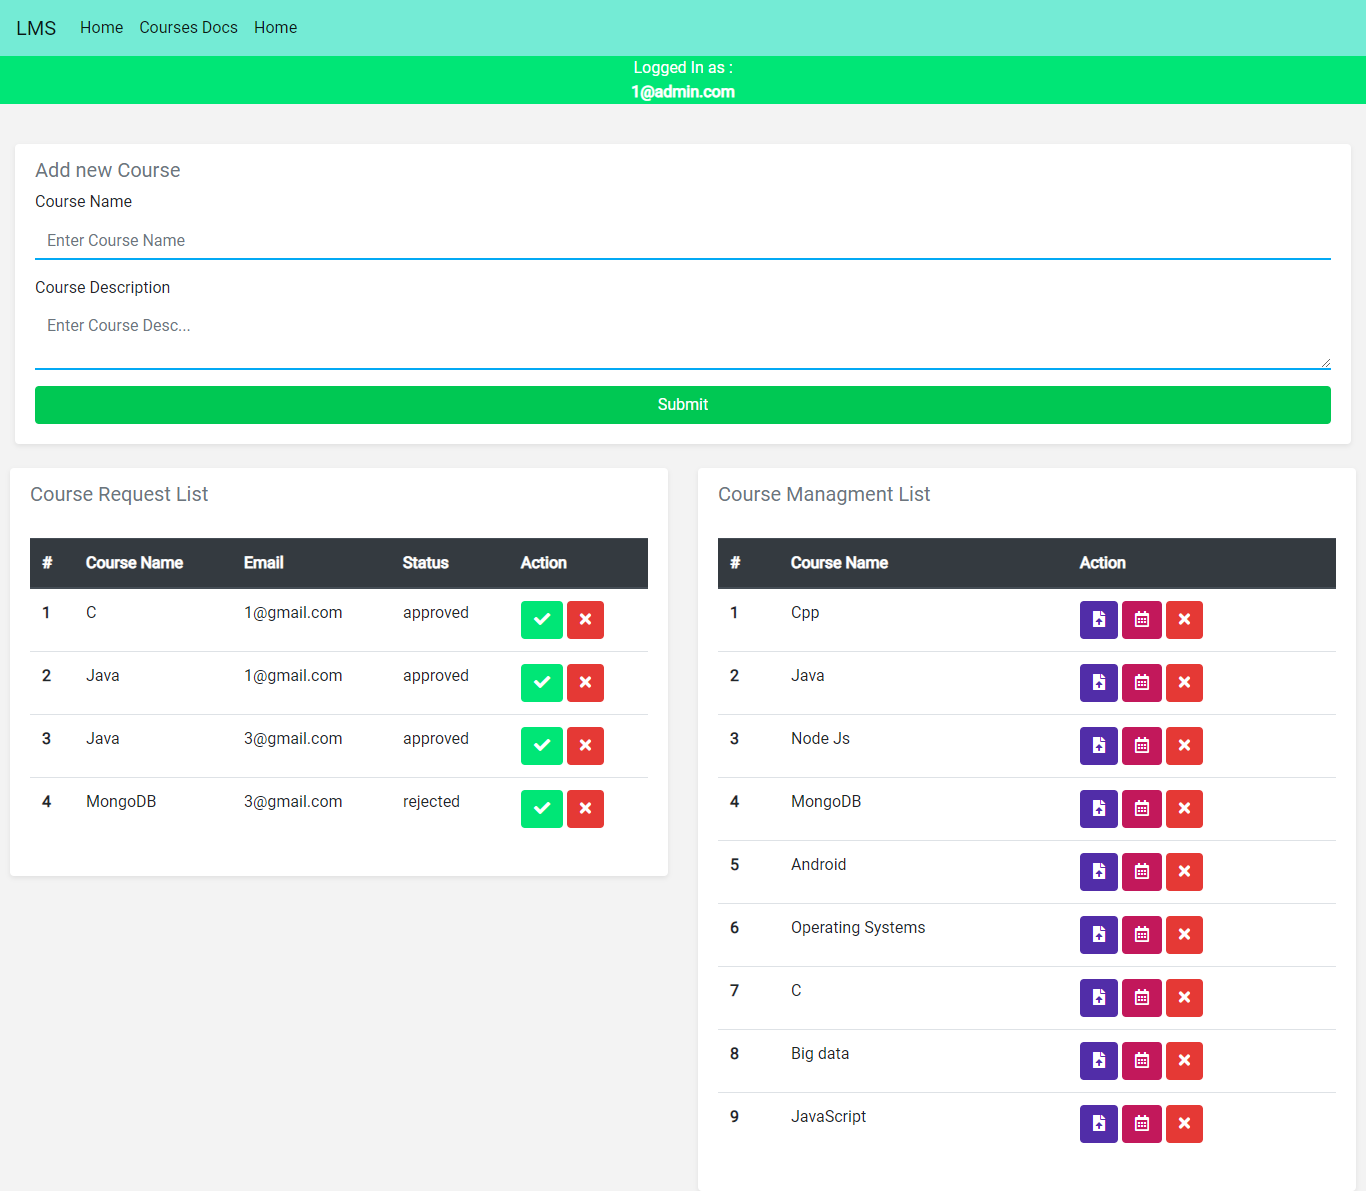 LMS Home Courses Docs Home
Logged In as :
1@admin.com
Add new Course
Course Name
Enter Course Name
Course Description
Enter Course Desc...
Submit
Course Request List
# Course Name Email Status Action
1 C 1@gmail.com approved
2 Java 1@gmail.com approved
3 Java 3@gmail.com approved
4 MongoDB 3@gmail.com rejected
Course Managment List
# Course Name Action
1 Cpp
2 Java
3 Node Js
4 MongoDB
5 Android
6 Operating Systems
7 C
8 Big data
9 JavaScript